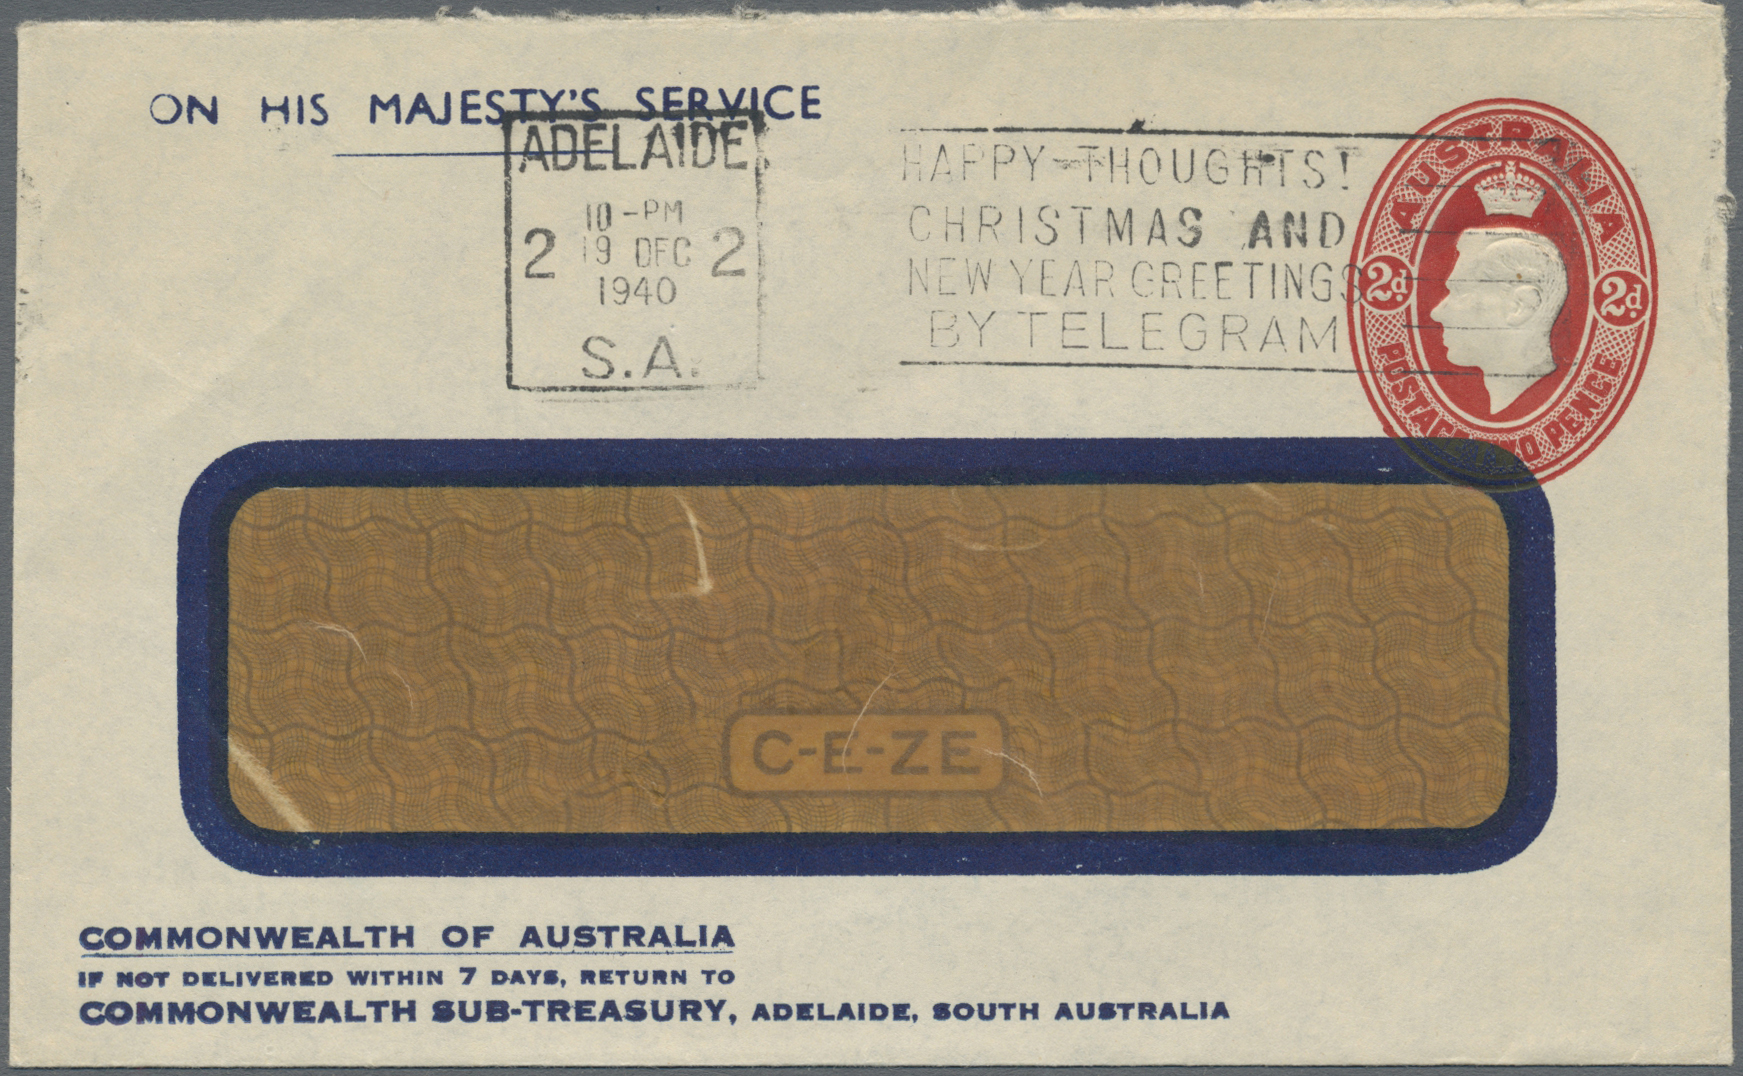 ON HIS MAJESTY'S SERVICE
ADELAIDE
10-PM
2 19 DEC 2
1940
S.A.
HAPPY THOUGHTS!
CHRISTMAS AND
NEW YEAR GREETINGS
BY TELEGRAM
AUSTRALIA
2d. 2d.
POSTAGE TWO PENCE
C-E-ZE
COMMONWEALTH OF AUSTRALIA
IF NOT DELIVERED WITHIN 7 DAYS, RETURN TO
COMMONWEALTH SUB-TREASURY, ADELAIDE, SOUTH AUSTRALIA